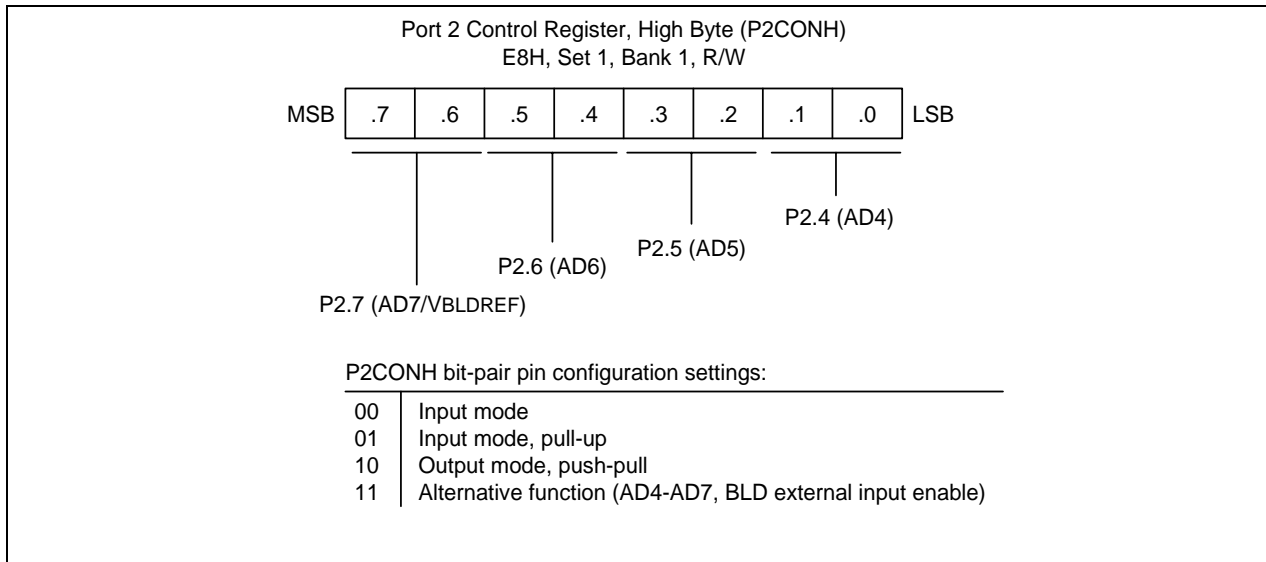 Port 2 Control Register, High Byte (P2CONH)
E8H, Set 1, Bank 1, R/W
MSB .7 .6 .5 .4 .3 .2 .1 .0 LSB
P2.4 (AD4)
P2.5 (AD5)
P2.6 (AD6)
P2.7 (AD7/VBLDREF)
P2CONH bit-pair pin configuration settings:
00 Input mode
01 Input mode, pull-up
10 Output mode, push-pull
11 Alternative function (AD4-AD7, BLD external input enable)